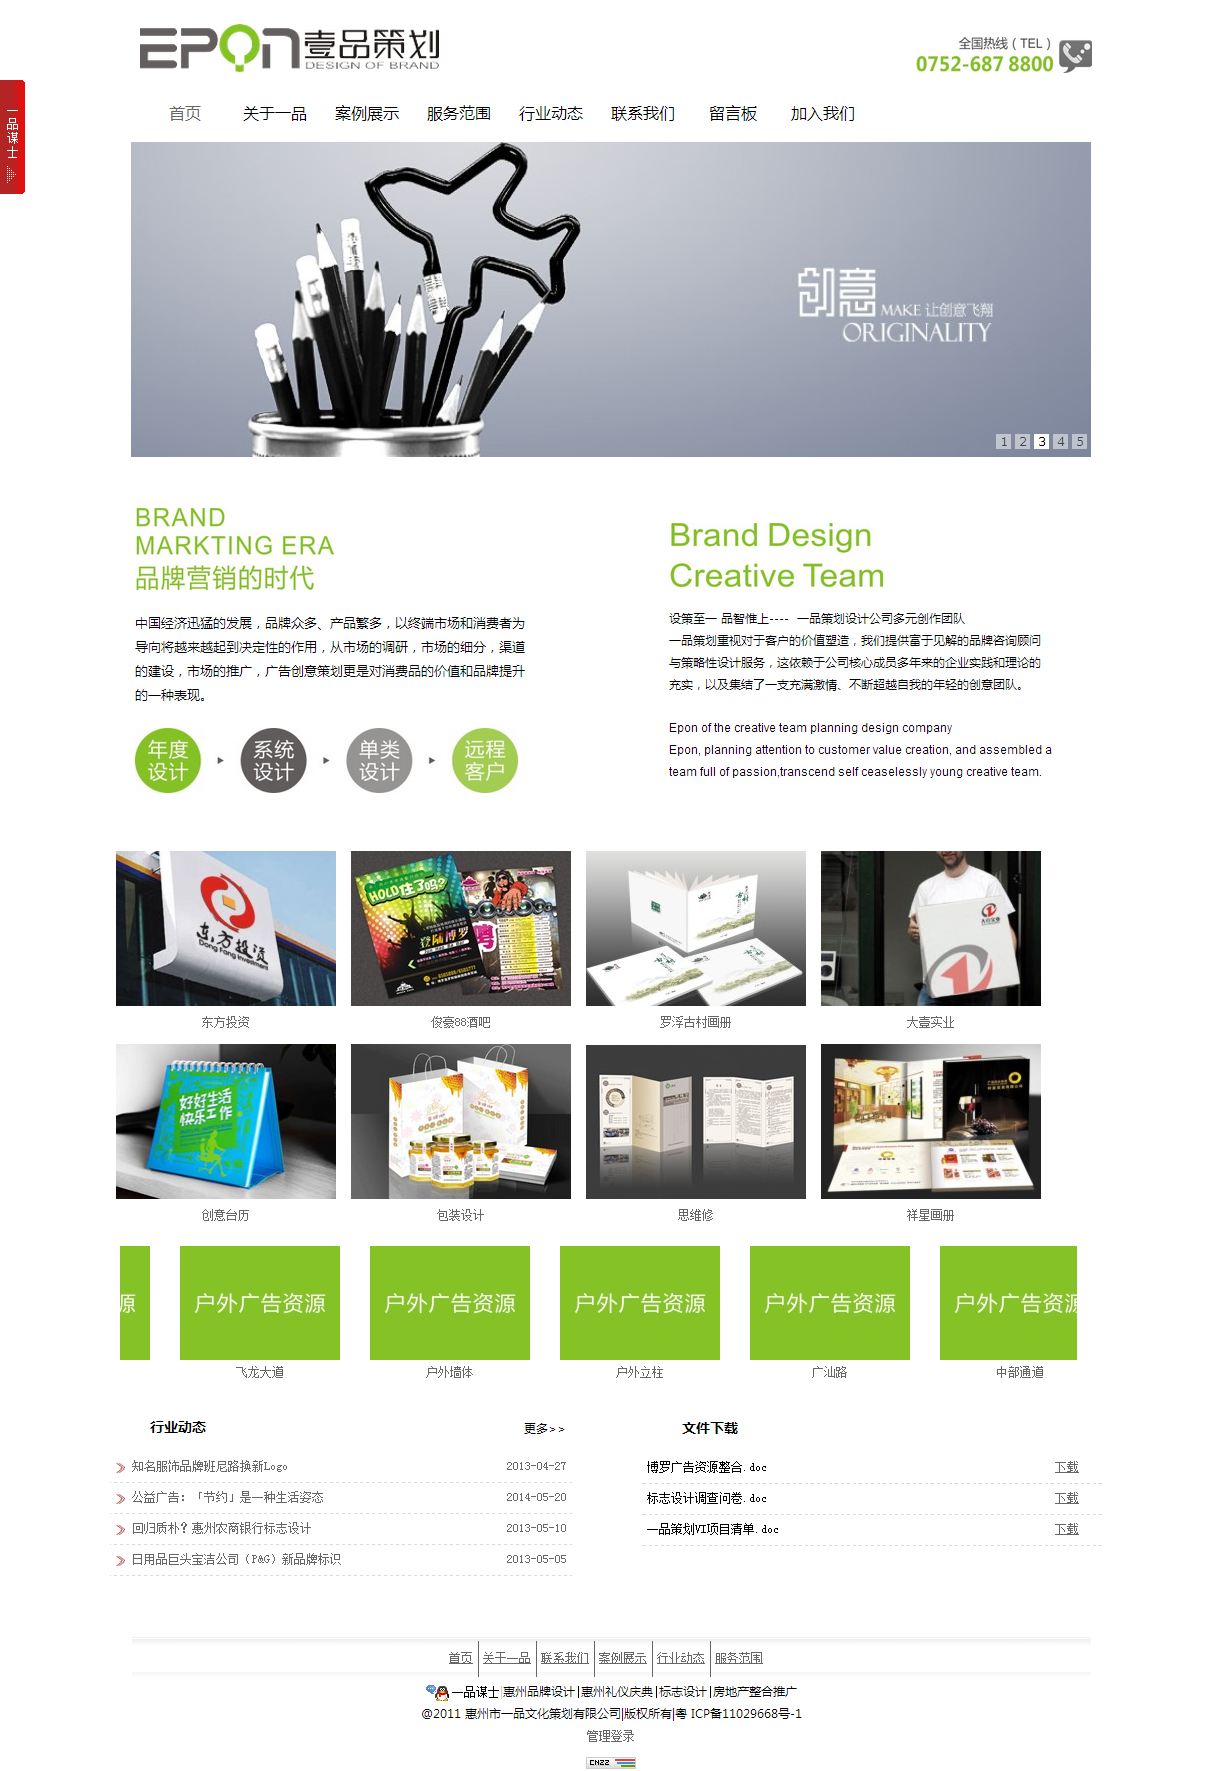 EPON壹品策划
DESIGN OF BRAND
全国热线（TEL）
0752-687 8800
一品谋士
首页 关于一品 案例展示 服务范围 行业动态 联系我们 留言板 加入我们
创意 MAKE 让创意飞翔
ORIGINALITY
1 2 3 4 5
BRAND
MARKTING ERA
品牌营销的时代
中国经济迅猛的发展，品牌众多、产品繁多，以终端市场和消费者为
导向将越来越起到决定性的作用，从市场的调研，市场的细分，渠道
的建设，市场的推广，广告创意策划更是对消费品的价值和品牌提升
的一种表现。
年度设计 系统设计 单类设计 远程客户
Brand Design
Creative Team
设策至一 品智惟上---- 一品策划设计公司多元创作团队
一品策划重视对于客户的价值塑造，我们提供富于见解的品牌咨询顾问
与策略性设计服务，这依赖于公司核心成员多年来的企业实践和理论的
充实，以及集结了一支充满激情、不断超越自我的年轻的创意团队。
Epon of the creative team planning design company
Epon, planning attention to customer value creation, and assembled a
team full of passion,transcend self ceaselessly young creative team.
东方投资
Dong Fang Investment
HOLD住了吗?
登陆博罗
东方投资 俊豪88酒吧 罗浮古村画册 大壹实业
好好生活
快乐工作
创意台历 包装设计 思维修 祥星画册
源 户外广告资源 户外广告资源 户外广告资源 户外广告资源 户外广告资源
飞龙大道 户外墙体 户外立柱 广汕路 中部通道
行业动态 更多>>
知名服饰品牌班尼路换新Logo 2013-04-27
公益广告：「节约」是一种生活姿态 2014-05-20
回归质朴？惠州农商银行标志设计 2013-05-10
日用品巨头宝洁公司（P&G）新品牌标识 2013-05-05
文件下载
博罗广告资源整合.doc 下载
标志设计调查问卷.doc 下载
一品策划VI项目清单.doc 下载
首页 关于一品 联系我们 案例展示 行业动态 服务范围
一品谋士|惠州品牌设计|惠州礼仪庆典|标志设计|房地产整合推广
@2011 惠州市一品文化策划有限公司|版权所有|粤 ICP备11029668号-1
管理登录
CNZZ